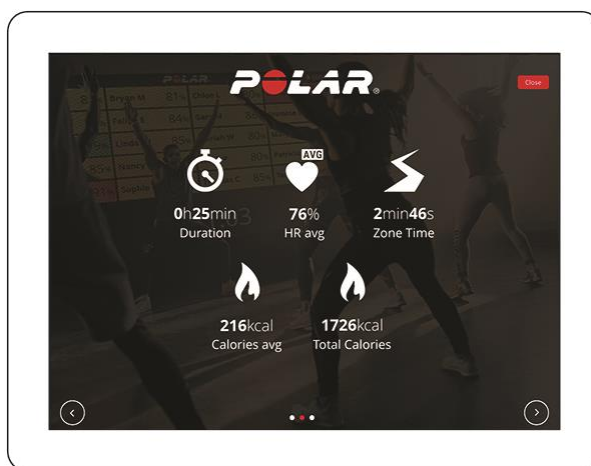 POLAR®
Close
AVG
0h25min
Duration
76%
HR avg
2min46s
Zone Time
216kcal
Calories avg
1726kcal
Total Calories